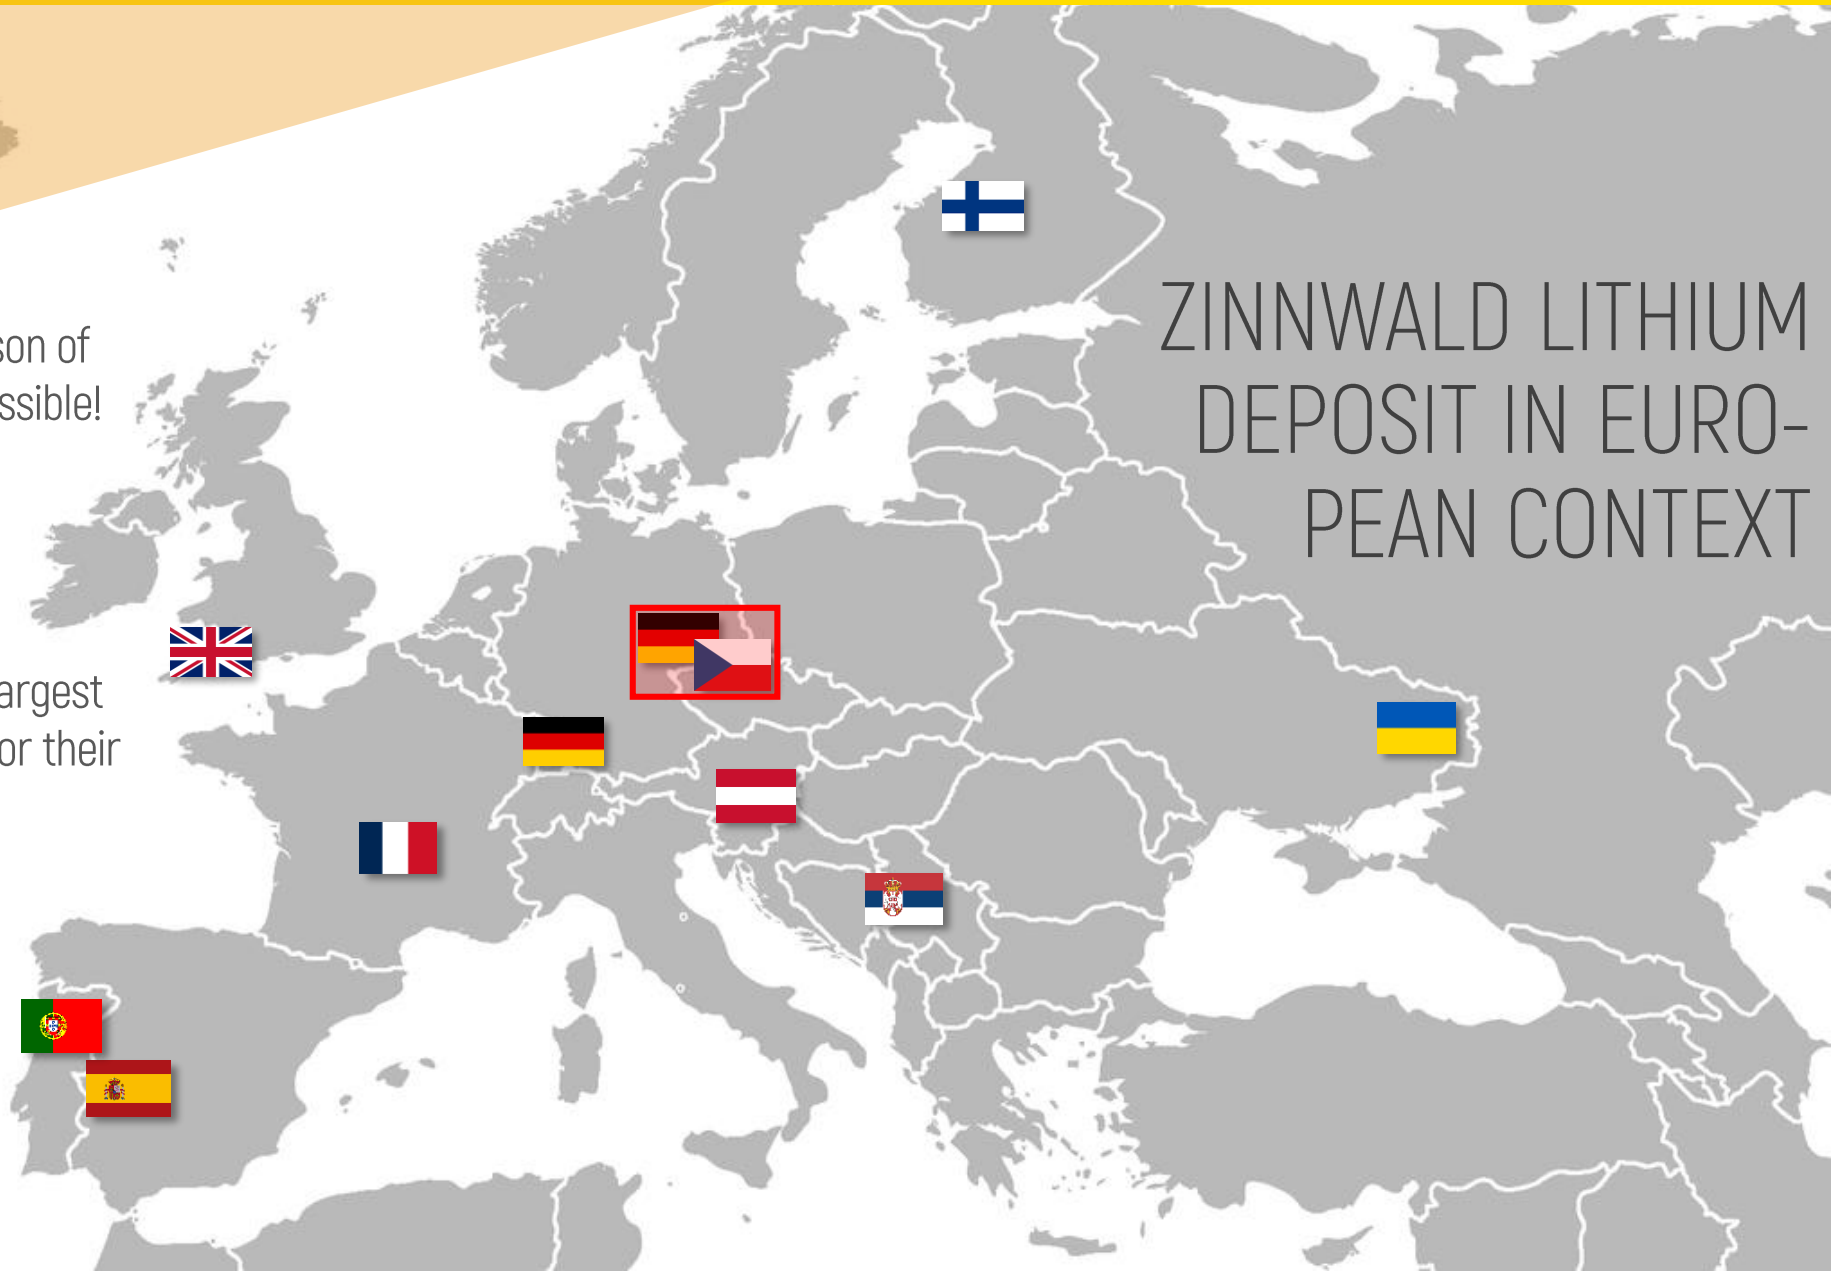 son of
ssible!
ZINNWALD LITHIUM
DEPOSIT IN EURO-
PEAN CONTEXT
argest
or their